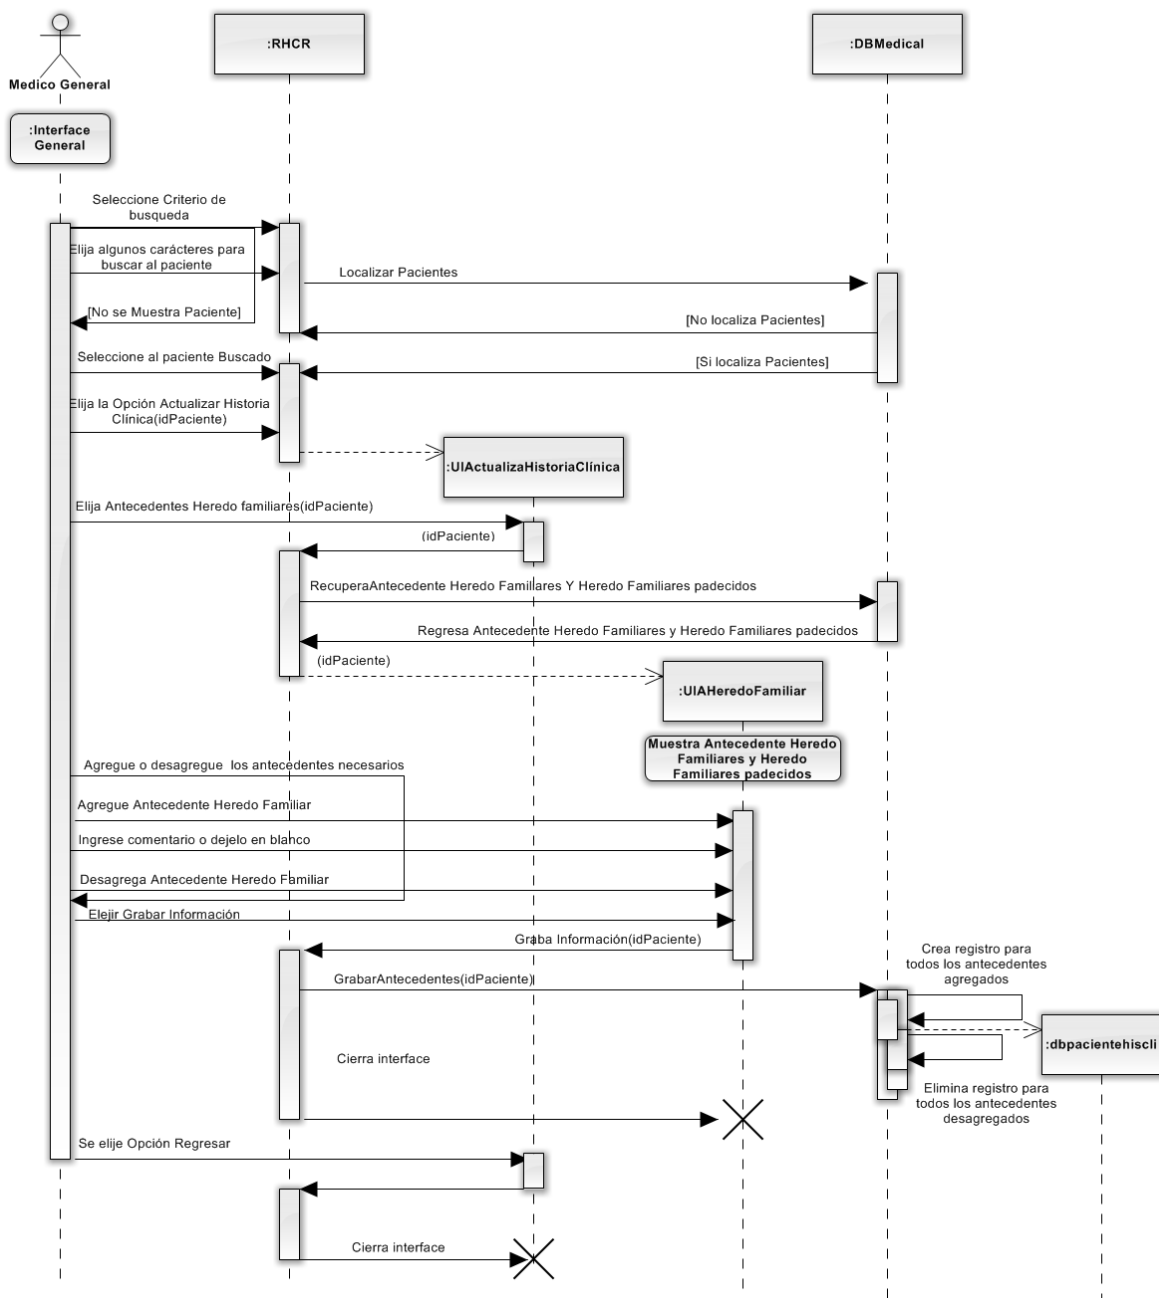 :RHCR
:DBMedical
Medico General
:Interface
General
Seleccione Criterio de
busqueda
Elija algunos carácteres para
buscar al paciente
Localizar Pacientes
[No se Muestra Paciente]
[No localiza Pacientes]
Seleccione al paciente Buscado
[Si localiza Pacientes]
Elija la Opción Actualizar Historia
Clínica(idPaciente)
:UIActualizaHistoriaClínica
Elija Antecedentes Heredo familiares(idPaciente)
(idPaciente)
RecuperaAntecedente Heredo Familiares Y Heredo Familiares padecidos
Regresa Antecedente Heredo Familiares y Heredo Familiares padecidos
(idPaciente)
:UIAHeredoFamiliar
Muestra Antecedente Heredo
Familiares y Heredo
Familiares padecidos
Agregue o desagregue los antecedentes necesarios
Agregue Antecedente Heredo Familiar
Ingrese comentario o dejelo en blanco
Desagrega Antecedente Heredo Familiar
Elejir Grabar Información
Graba Información(idPaciente)
Crea registro para
todos los antecedentes
agregados
GrabarAntecedentes(idPaciente)
:dbpacientehiscli
Cierra interface
Elimina registro para
todos los antecedentes
desagregados
Se elije Opción Regresar
Cierra interface